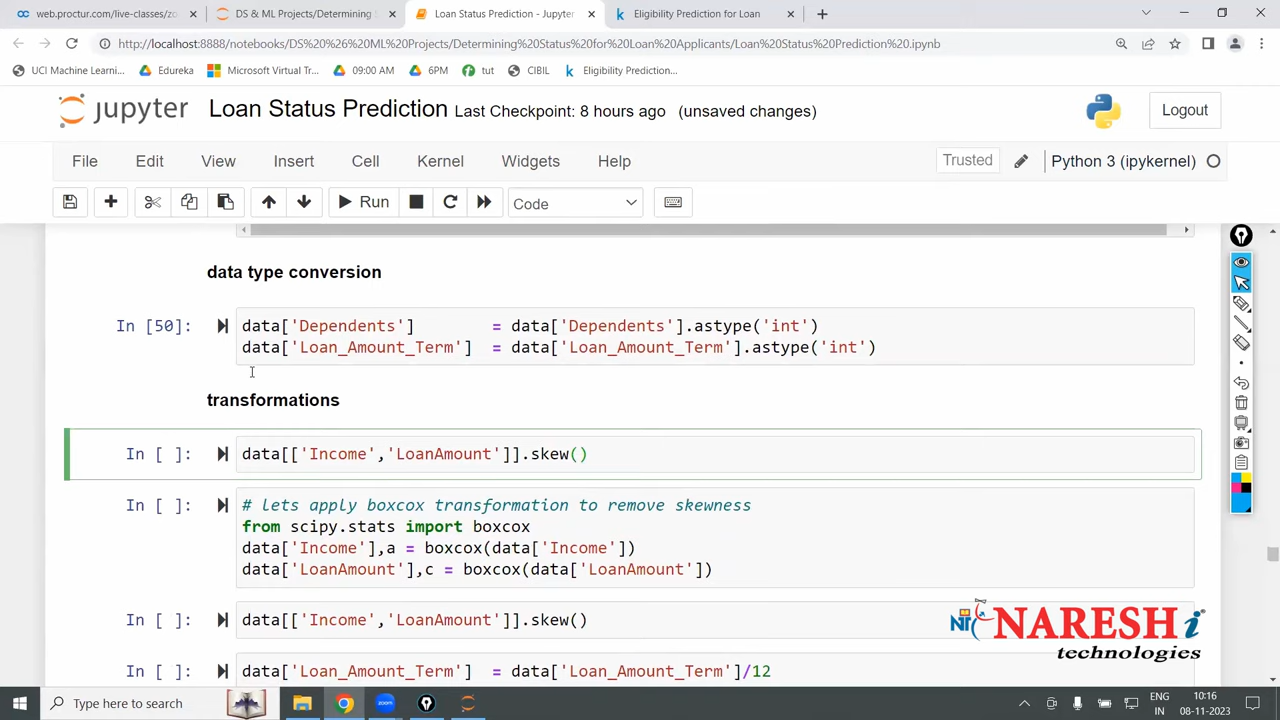 web.proctur.com/live-classes/zo
DS & ML Projects/Determining S
Loan Status Prediction - Jupyter
Eligibility Prediction for Loan
http://localhost:8888/notebooks/DS%20%26%20ML%20Projects/Determining%20Status%20for%20Loan%20Applicants/Loan%20Status%20Prediction%20.ipynb
UCI Machine Learni...
Edureka
Microsoft Virtual Tr...
09:00 AM
6PM
tut
CIBIL
Eligibility Prediction...
jupyter Loan Status Prediction Last Checkpoint: 8 hours ago (unsaved changes)
Logout
File Edit View Insert Cell Kernel Widgets Help
Trusted
Python 3 (ipykernel)
Run
Code
data type conversion
In [50]: data['Dependents'] = data['Dependents'].astype('int')
data['Loan_Amount_Term'] = data['Loan_Amount_Term'].astype('int')
transformations
In [ ]: data[['Income','LoanAmount']].skew()
In [ ]: # lets apply boxcox transformation to remove skewness
from scipy.stats import boxcox
data['Income'],a = boxcox(data['Income'])
data['LoanAmount'],c = boxcox(data['LoanAmount'])
In [ ]: data[['Income','LoanAmount']].skew()
NARESH i
technologies
In [ ]: data['Loan_Amount_Term'] = data['Loan_Amount_Term']/12
Type here to search
zoom
ENG
IN
10:16
08-11-2023